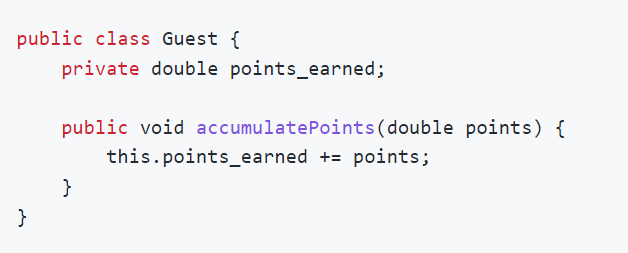 public class Guest {
    private double points_earned;

    public void accumulatePoints(double points) {
        this.points_earned += points;
    }
}